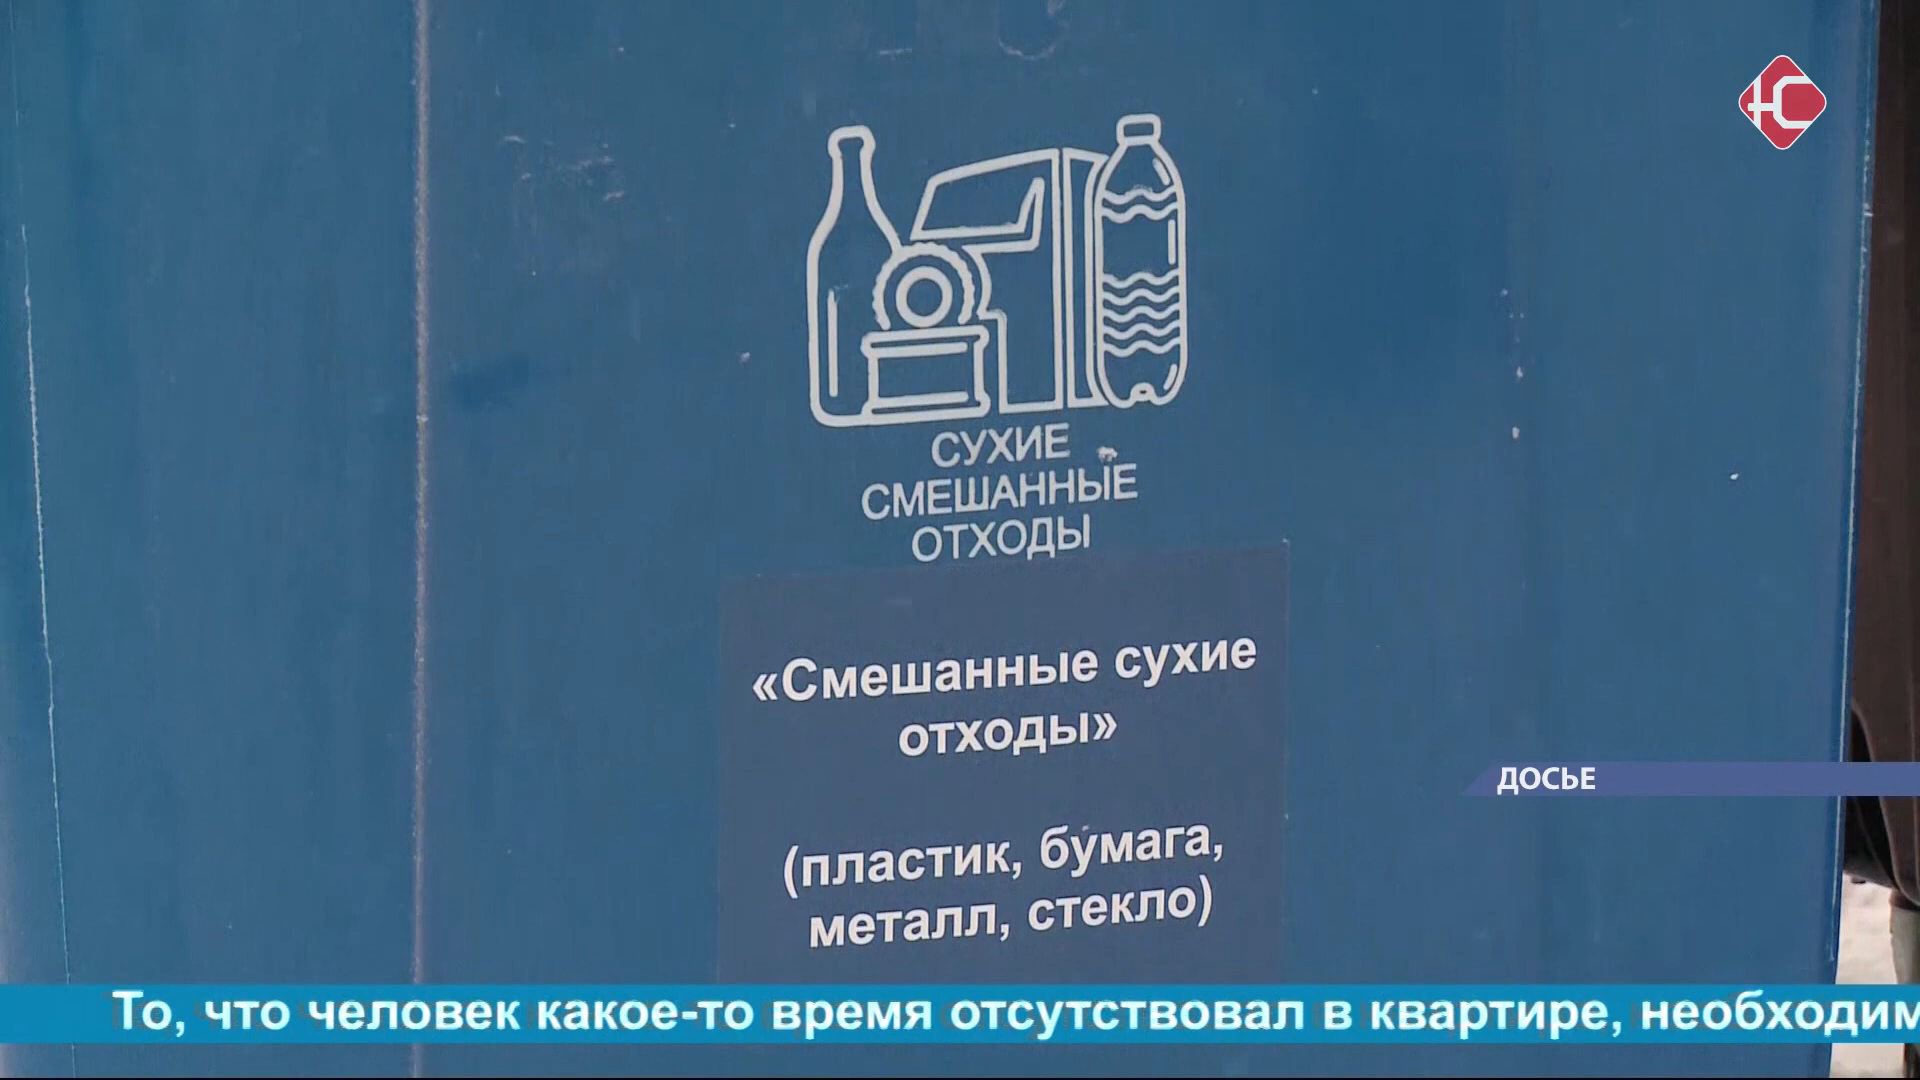 СУХИЕ
СМЕШАННЫЕ
ОТХОДЫ
«Смешанные сухие
отходы»
(пластик, бумага,
металл, стекло)
ДОСЬЕ
То, что человек какое-то время отсутствовал в квартире, необходим